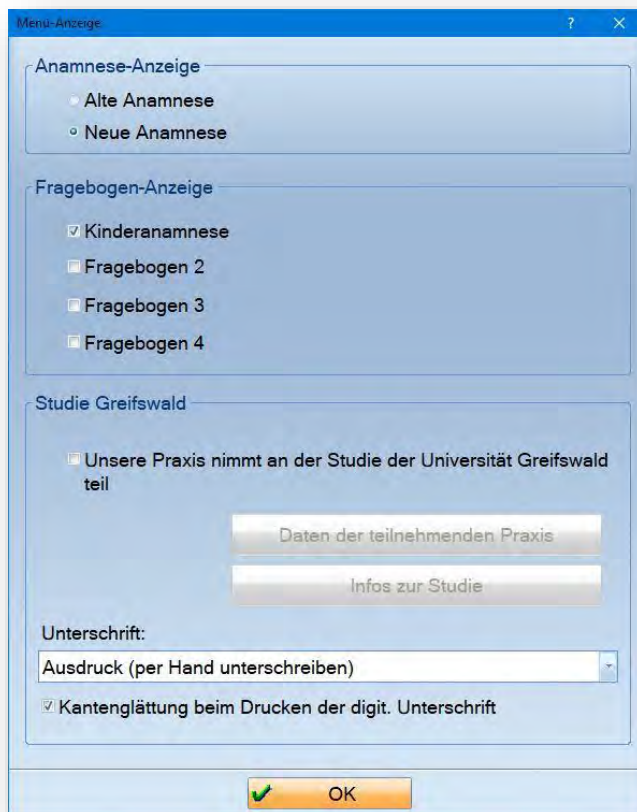 Menü-Anzeige
?
Anamnese-Anzeige
Alte Anamnese
Neue Anamnese
Fragebogen-Anzeige
Kinderanamnese
Fragebogen 2
Fragebogen 3
Fragebogen 4
Studie Greifswald
Unsere Praxis nimmt an der Studie der Universität Greifswald
teil
Daten der teilnehmenden Praxis
Infos zur Studie
Unterschrift:
Ausdruck (per Hand unterschreiben)
Kantenglättung beim Drucken der digit. Unterschrift
OK